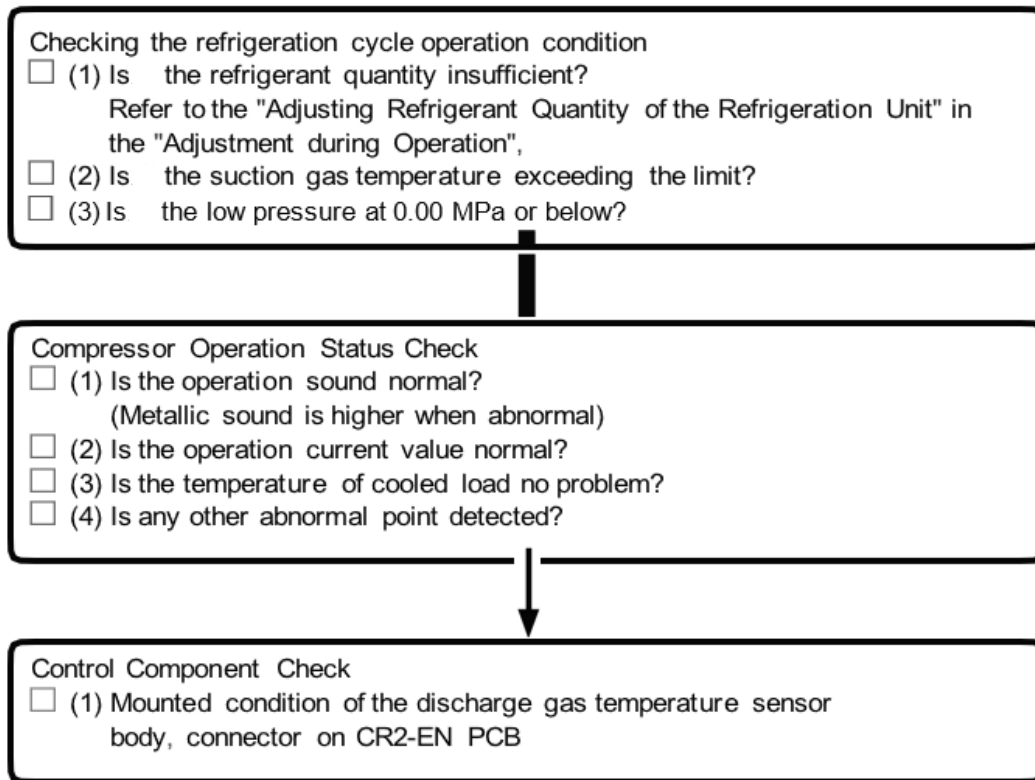 Checking the refrigeration cycle operation condition
(1) Is the refrigerant quantity insufficient?
Refer to the "Adjusting Refrigerant Quantity of the Refrigeration Unit" in
the "Adjustment during Operation",
(2) Is the suction gas temperature exceeding the limit?
(3) Is the low pressure at 0.00 MPa or below?
Compressor Operation Status Check
(1) Is the operation sound normal?
(Metallic sound is higher when abnormal)
(2) Is the operation current value normal?
(3) Is the temperature of cooled load no problem?
(4) Is any other abnormal point detected?
Control Component Check
(1) Mounted condition of the discharge gas temperature sensor
body, connector on CR2-EN PCB